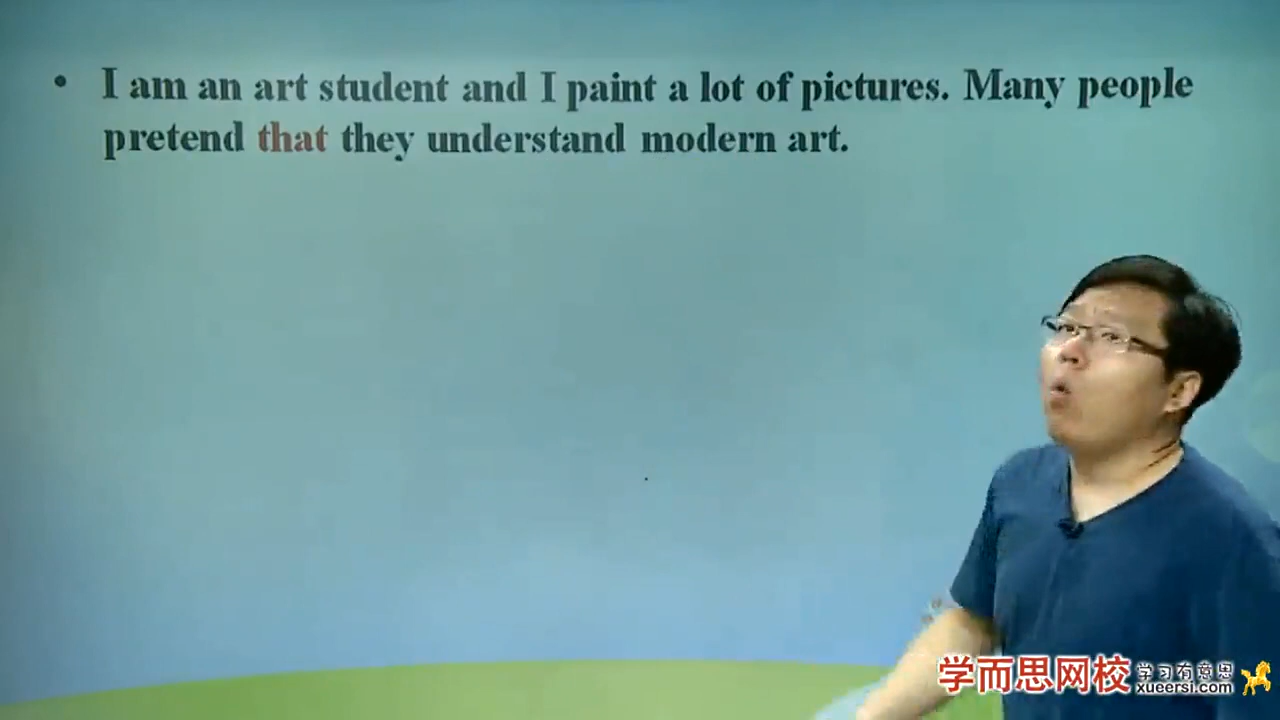 • I am an art student and I paint a lot of pictures. Many people
pretend that they understand modern art.
学而思网校
学习有意思
xueersi.com